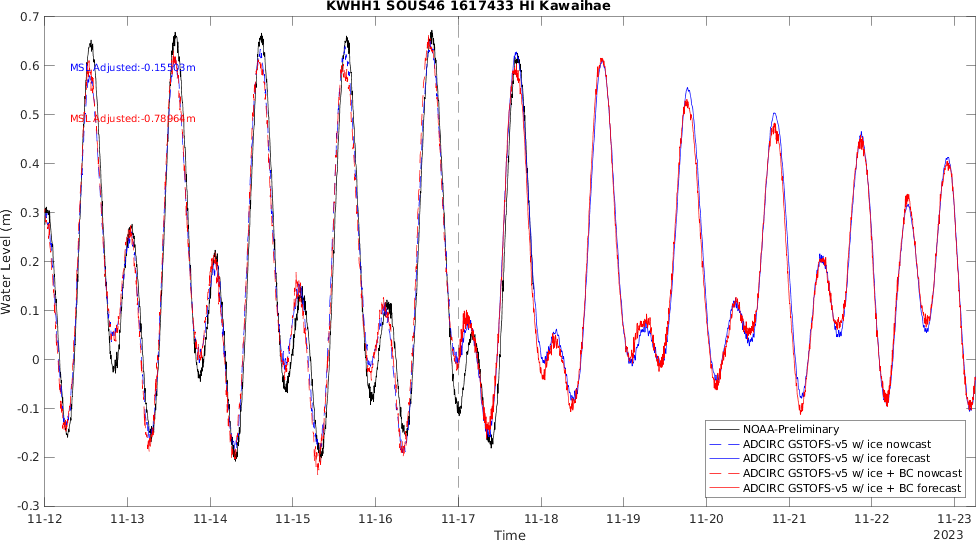 KWHH1 SOUS46 1617433 HI Kawaihae
0.7
0.6
0.5
0.4
0.3
0.2
0.1
0
-0.1
-0.2
-0.3
Water Level (m)
MSL Adjusted:-0.15503m
MSL Adjusted:-0.78964m
NOAA-Preliminary
ADCIRC GSTOFS-v5 w/ ice nowcast
ADCIRC GSTOFS-v5 w/ ice forecast
ADCIRC GSTOFS-v5 w/ ice + BC nowcast
ADCIRC GSTOFS-v5 w/ ice + BC forecast
11-12 11-13 11-14 11-15 11-16 11-17 11-18 11-19 11-20 11-21 11-22 11-23
Time
2023